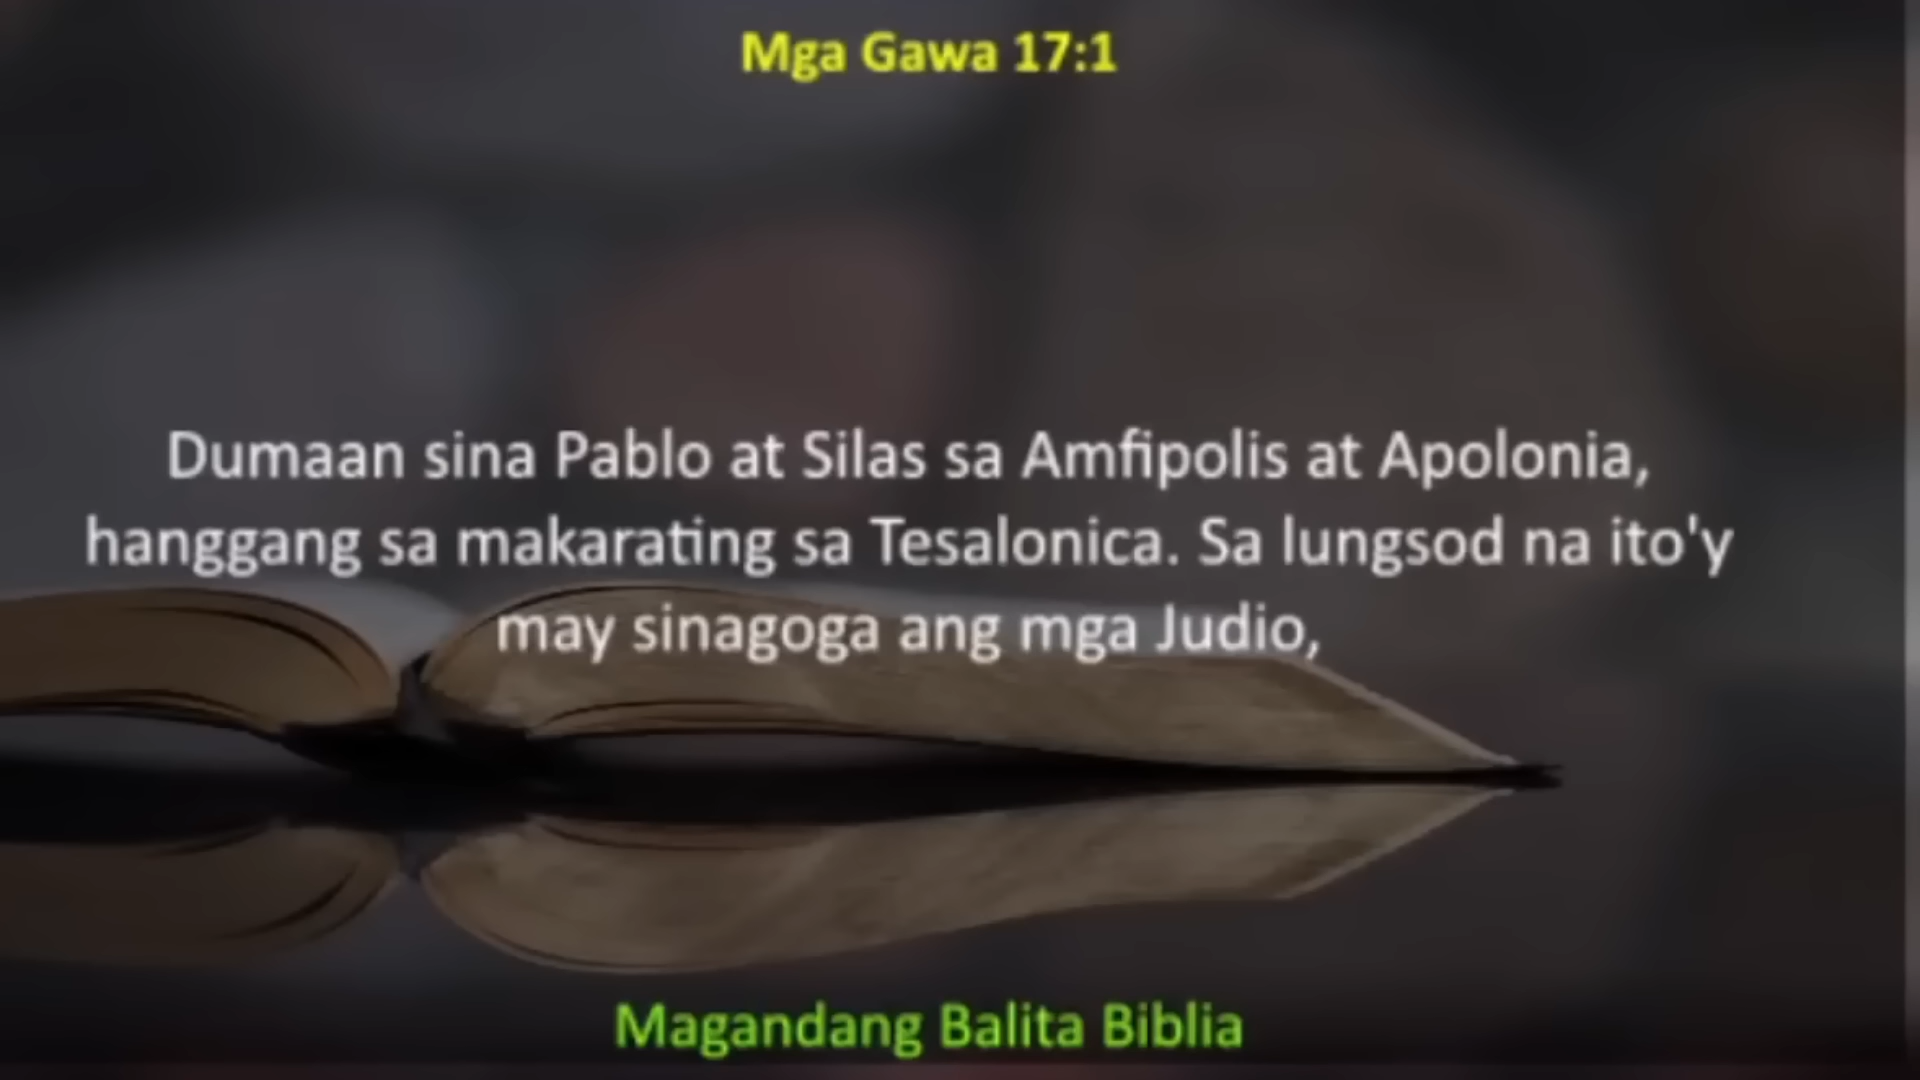 Mga Gawa 17:1
Dumaan sina Pablo at Silas sa Amfipolis at Apolonia,
hanggang sa makarating sa Tesalonica. Sa lungsod na ito'y
may sinagoga ang mga Judio,
Magandang Balita Biblia